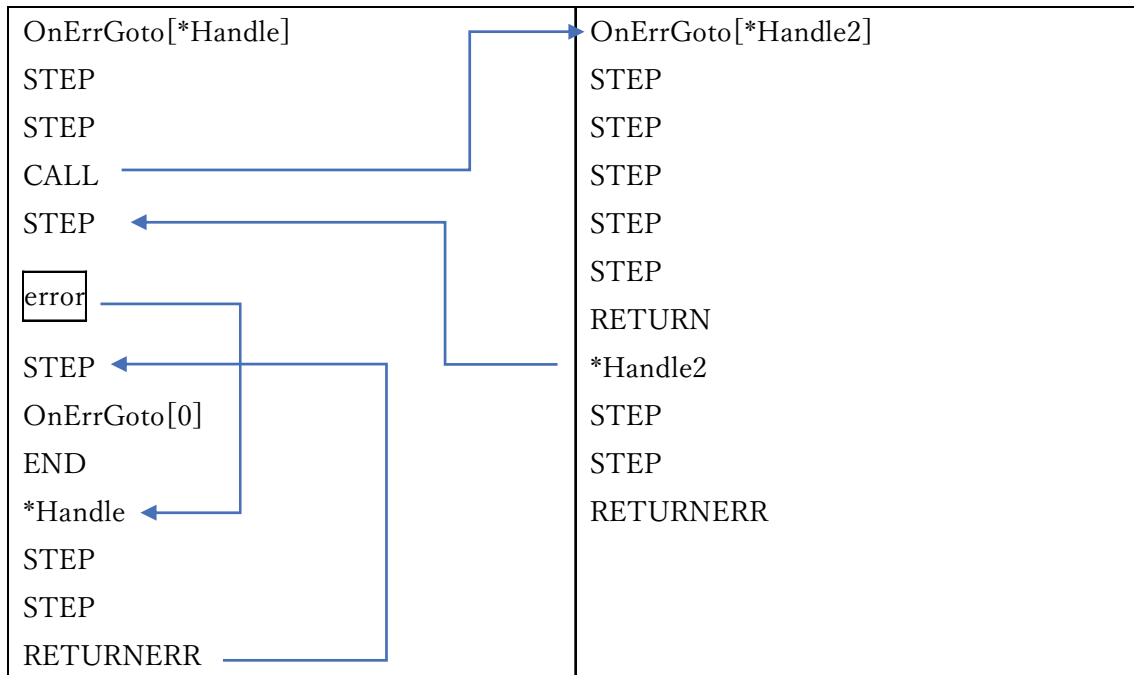 OnErrGoto[*Handle]
STEP
STEP
CALL
STEP
error
STEP
OnErrGoto[0]
END
*Handle
STEP
STEP
RETURNERR
OnErrGoto[*Handle2]
STEP
STEP
STEP
STEP
STEP
RETURN
*Handle2
STEP
STEP
RETURNERR